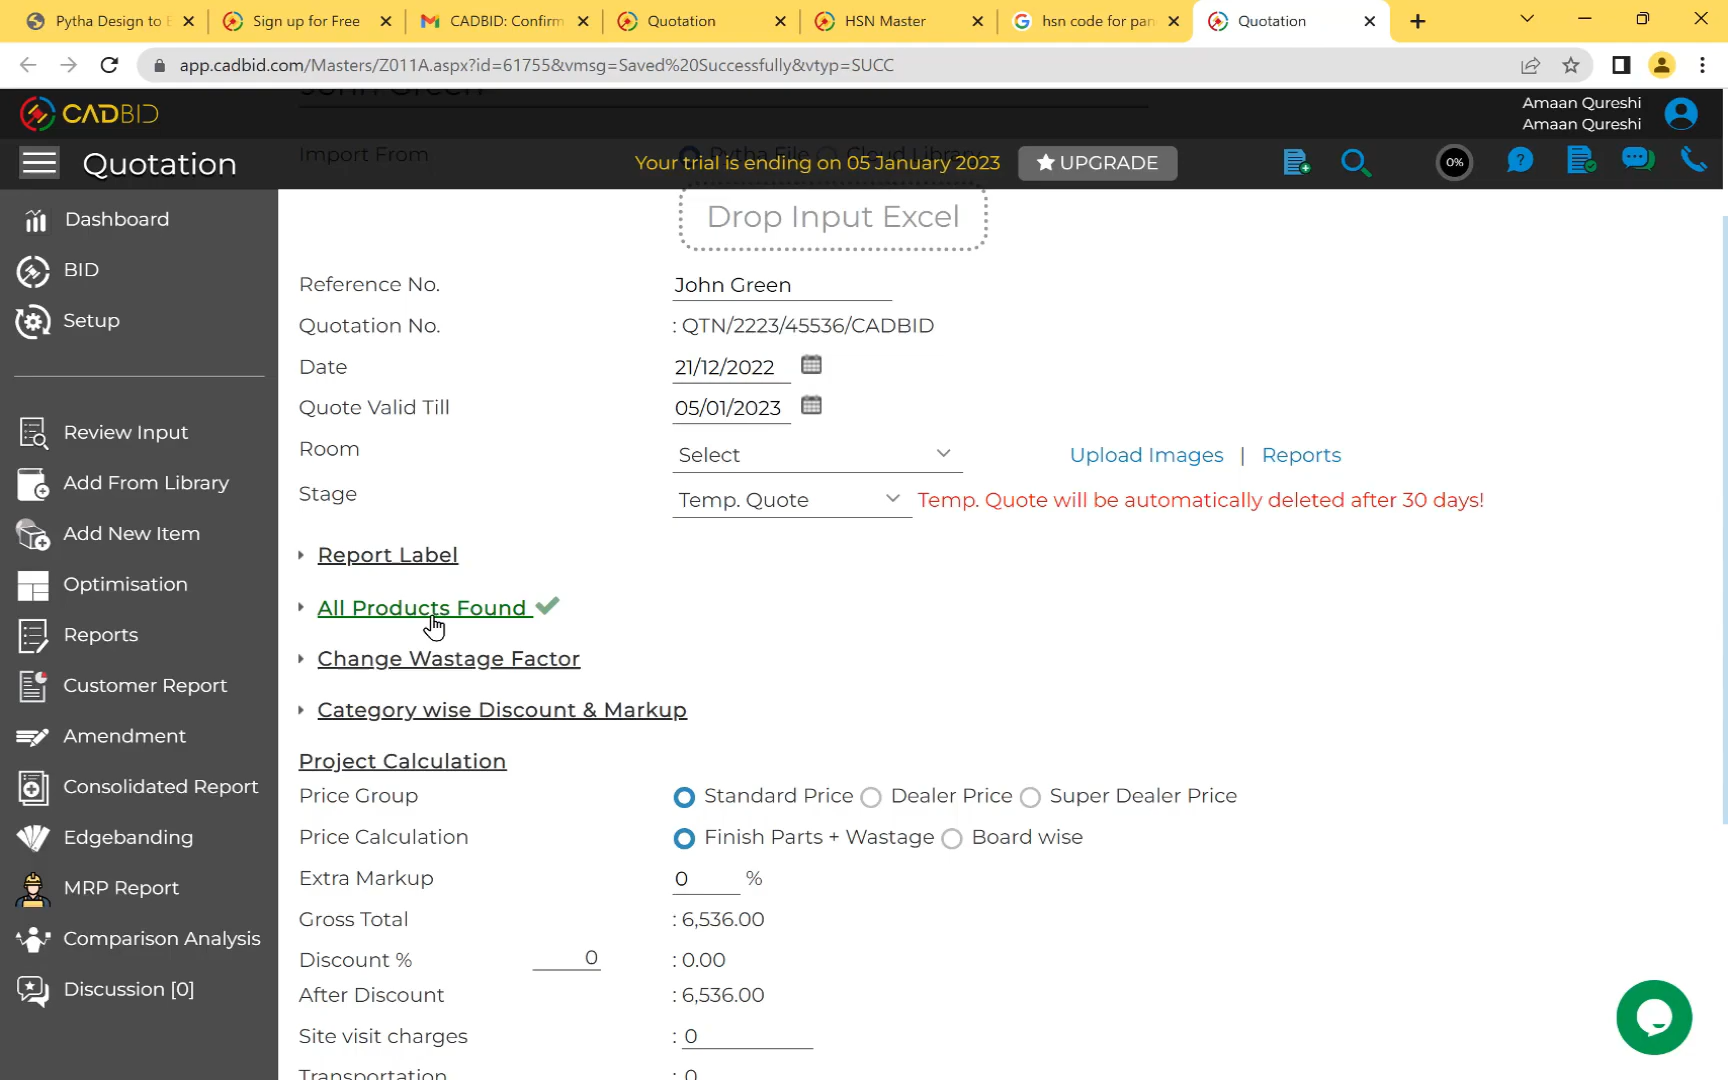 Pytha Design to E
Sign up for Free
CADBID: Confirm
Quotation
HSN Master
hsn code for pan
Quotation
app.cadbid.com/Masters/Z011A.aspx?id=61755&vmsg=Saved%20Successfully&vtyp=SUCC
CADBID
John Green
Amaan Qureshi
Amaan Qureshi
Import From
Pytha File Cloud Library
Quotation
Your trial is ending on 05 January 2023
UPGRADE
0%
Dashboard
BID
Setup
Review Input
Add From Library
Add New Item
Optimisation
Reports
Customer Report
Amendment
Consolidated Report
Edgebanding
MRP Report
Comparison Analysis
Discussion [0]
Drop Input Excel
Reference No. John Green
Quotation No. : QTN/2223/45536/CADBID
Date 21/12/2022
Quote Valid Till 05/01/2023
Room Select Upload Images | Reports
Stage Temp. Quote Temp. Quote will be automatically deleted after 30 days!
Report Label
All Products Found
Change Wastage Factor
Category wise Discount & Markup
Project Calculation
Price Group Standard Price Dealer Price Super Dealer Price
Price Calculation Finish Parts + Wastage Board wise
Extra Markup 0 %
Gross Total : 6,536.00
Discount % 0 : 0.00
After Discount : 6,536.00
Site visit charges : 0
Transportation : 0